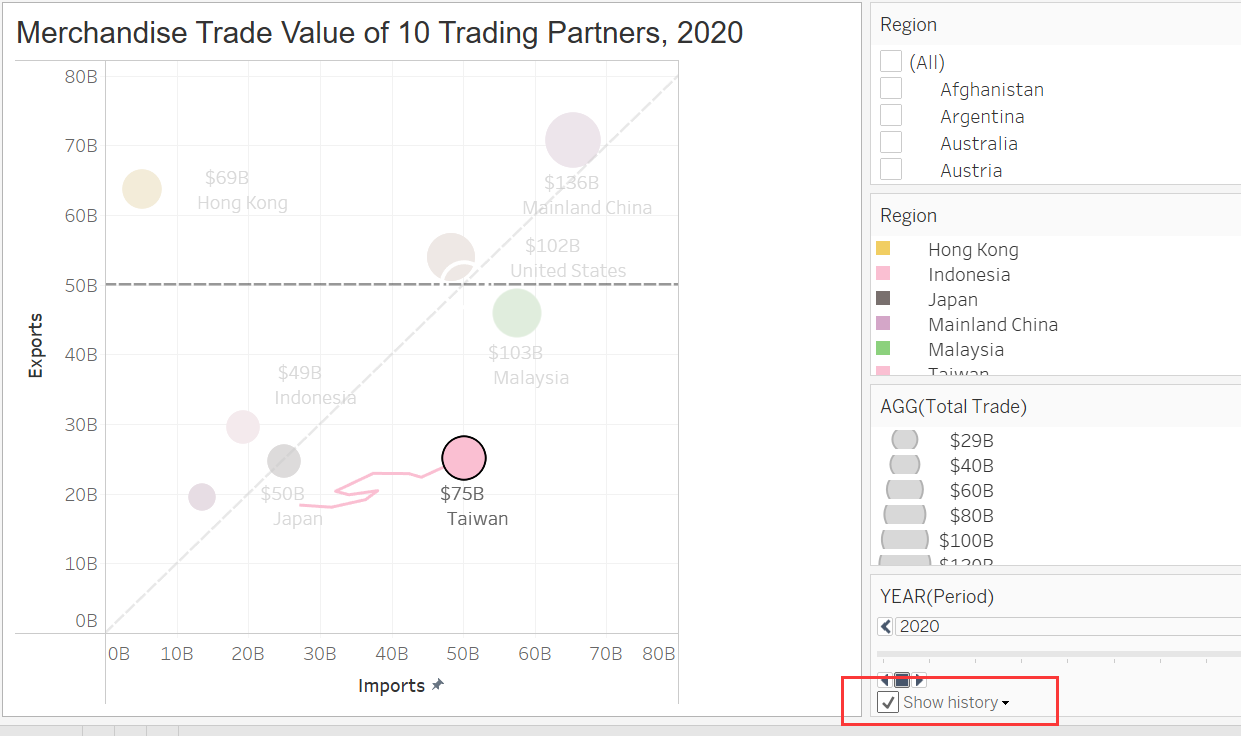 Merchandise Trade Value of 10 Trading Partners, 2020
80B
70B
60B
50B
40B
30B
20B
10B
0B
Exports
$69B
Hong Kong
$136B
Mainland China
$102B
United States
$103B
Malaysia
$49B
Indonesia
$50B
Japan
$75B
Taiwan
0B 10B 20B 30B 40B 50B 60B 70B 80B
Imports
Region
(All)
Afghanistan
Argentina
Australia
Austria
Region
Hong Kong
Indonesia
Japan
Mainland China
Malaysia
Taiwan
AGG(Total Trade)
$29B
$40B
$60B
$80B
$100B
$120B
YEAR(Period)
2020
Show history